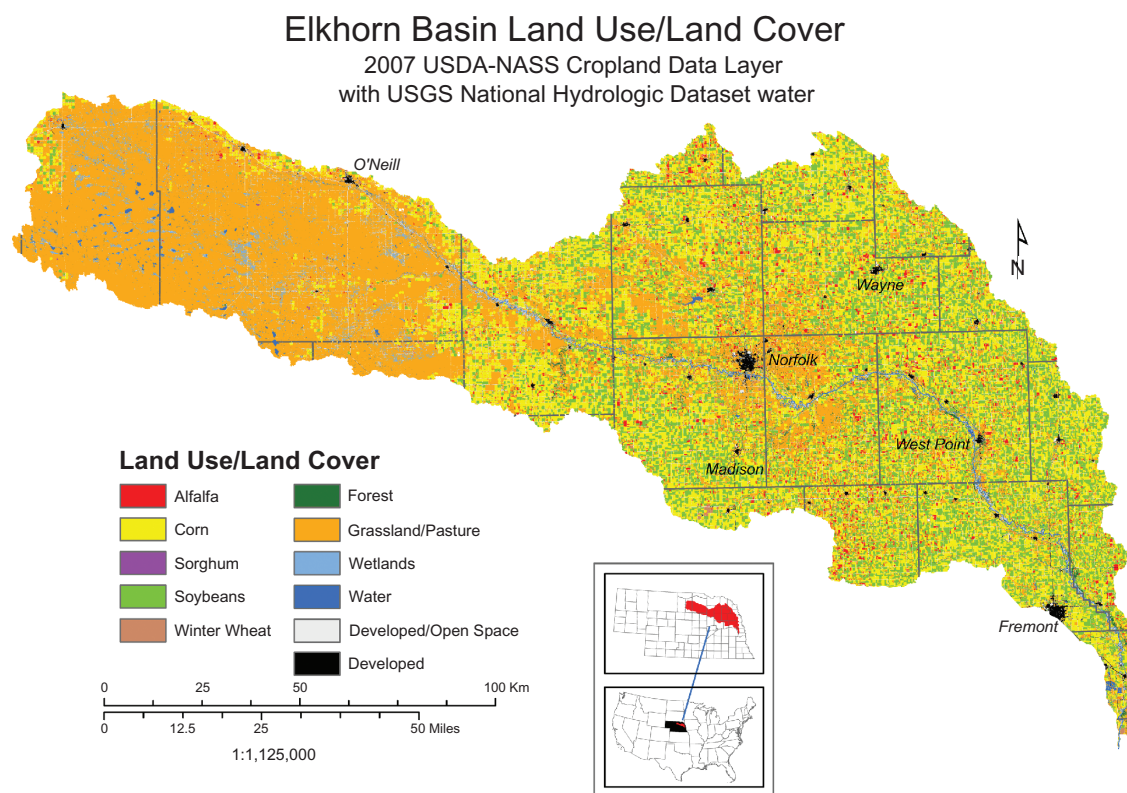 Elkhorn Basin Land Use/Land Cover
2007 USDA-NASS Cropland Data Layer
with USGS National Hydrologic Dataset water
O'Neill
N
Wayne
Norfolk
West Point
Madison
Fremont
Land Use/Land Cover
Alfalfa
Corn
Sorghum
Soybeans
Winter Wheat
Forest
Grassland/Pasture
Wetlands
Water
Developed/Open Space
Developed
0 25 50 100 Km
0 12.5 25 50 Miles
1:1,125,000